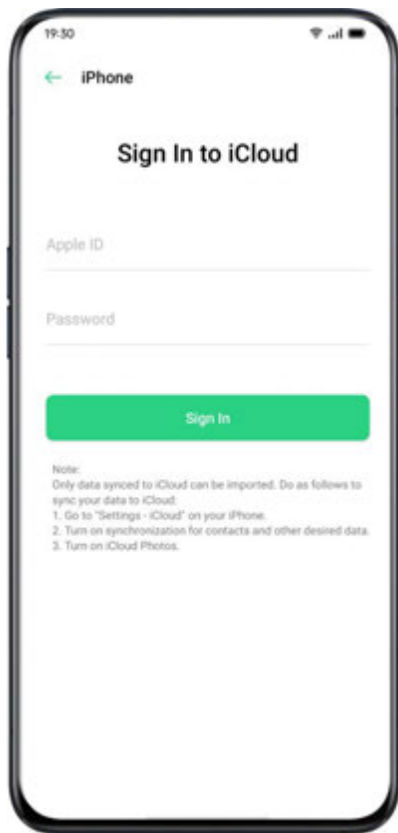 19:30
iPhone
Sign In to iCloud
Apple ID
Password
Sign In
Note:
Only data synced to iCloud can be imported. Do as follows to
sync your data to iCloud:
1. Go to "Settings - iCloud" on your iPhone.
2. Turn on synchronization for contacts and other desired data.
3. Turn on iCloud Photos.